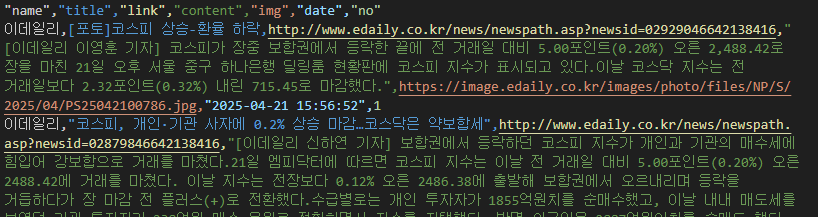 "name","title","link","content","img","date","no"
이데일리,[포토]코스피 상승-환율 하락,http://www.edaily.co.kr/news/newspath.asp?newsid=02929046642138416,"
[이데일리 이영훈 기자] 코스피가 장중 보합권에서 등락한 끝에 전 거래일 대비 5.00포인트(0.20%) 오른 2,488.42로
장을 마친 21일 오후 서울 중구 하나은행 딜링룸 현황판에 코스피 지수가 표시되고 있다.이날 코스닥 지수는 전
거래일보다 2.32포인트(0.32%) 내린 715.45로 마감했다.",https://image.edaily.co.kr/images/photo/files/NP/S/
2025/04/PS25042100786.jpg,"2025-04-21 15:56:52",1
이데일리,"코스피, 개인·기관 사자에 0.2% 상승 마감…코스닥은 약보합세",http://www.edaily.co.kr/news/newspath.
asp?newsid=02879846642138416,"[이데일리 신하연 기자] 보합권에서 등락하던 코스피 지수가 개인과 기관의 매수세에
힘입어 강보합으로 거래를 마쳤다.21일 엠피닥터에 따르면 코스피 지수는 이날 전 거래일 대비 5.00포인트(0.20%) 오른
2488.42에 거래를 마쳤다. 이날 지수는 전장보다 0.12% 오른 2486.38에 출발해 보합권에서 오르내리며 등락을
거듭하다가 장 마감 전 플러스(+)로 전환했다.수급별로는 개인 투자자가 1855억원치를 순매수했고, 이날 내내 매도세를